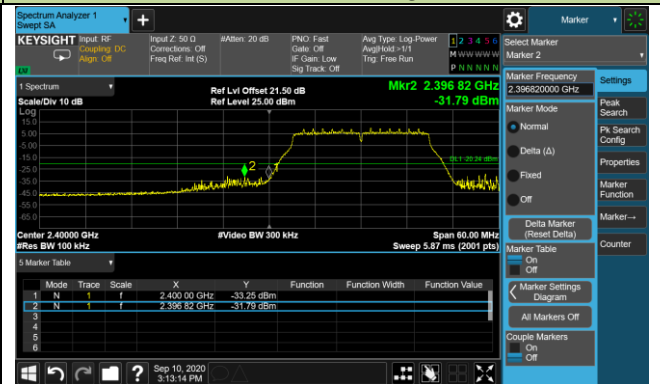 Spectrum Analyzer 1
Swept SA
+
Marker
KEYSIGHT
Input: RF
Coupling: DC
Align: Off
Input Z: 50 Ω
Corrections: Off
Freq Ref: Int (S)
#Atten: 20 dB
PNO: Fast
Gate: Off
IF Gain: Low
Sig Track: Off
Avg Type: Log-Power
Avg|Hold:>1/1
Trig: Free Run
1 2 3 4 5 6
M W W W W W
P N N N N N
LXI
Select Marker
Marker 2
1 Spectrum
Scale/Div 10 dB
Ref Lvl Offset 21.50 dB
Ref Level 25.00 dBm
Mkr2 2.396 82 GHz
-31.79 dBm
Log
15.0
5.00
-5.00
-15.0
-25.0
-35.0
-45.0
-55.0
-65.0
2
DL1 -20.24 dBm
Center 2.40000 GHz
#Res BW 100 kHz
#Video BW 300 kHz
Span 60.00 MHz
Sweep 5.87 ms (2001 pts)
5 Marker Table
Mode Trace Scale X Y Function Function Width Function Value
1 N 1 f 2.400 00 GHz -33.25 dBm
2 N 1 f 2.396 82 GHz -31.79 dBm
3
4
5
6
Marker Frequency
2.396820000 GHz
Marker Mode
Normal
Delta (Δ)
Fixed
Off
Delta Marker
(Reset Delta)
Marker Table
On
Off
Marker Settings
Diagram
All Markers Off
Couple Markers
On
Off
Settings
Peak
Search
Pk Search
Config
Properties
Marker
Function
Marker→
Counter
?
Sep 10, 2020
3:13:14 PM